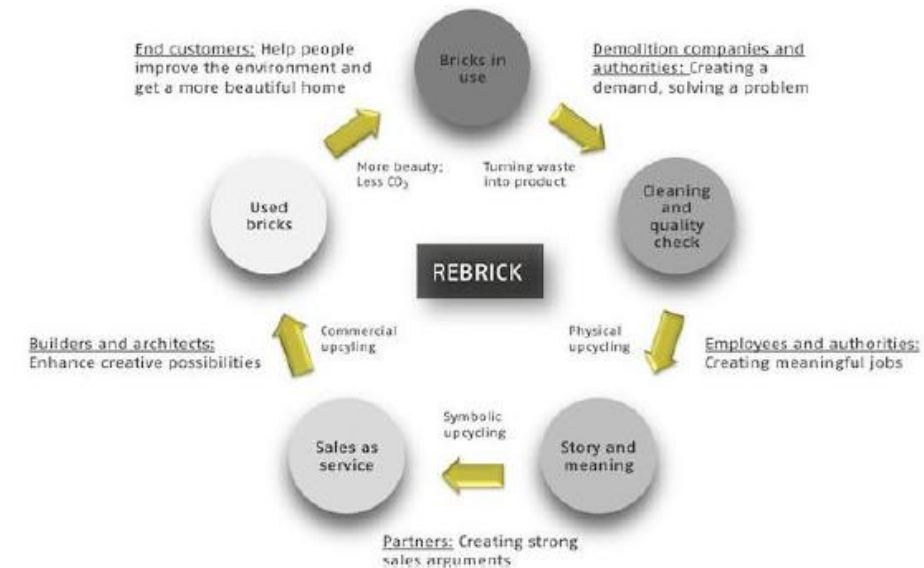 End customers: Help people
improve the environment and
get a more beautiful home
Bricks in
use
Demolition companies and
authorities: Creating a
demand, solving a problem
More beauty;
Less CO₂
Turning waste
into product
Used
bricks
Cleaning
and
quality
check
REBRICK
Builders and architects:
Enhance creative possibilities
Commercial
upcyling
Physical
upcycling
Employees and authorities:
Creating meaningful jobs
Sales as
service
Symbolic
upcycling
Story and
meaning
Partners: Creating strong
sales arguments